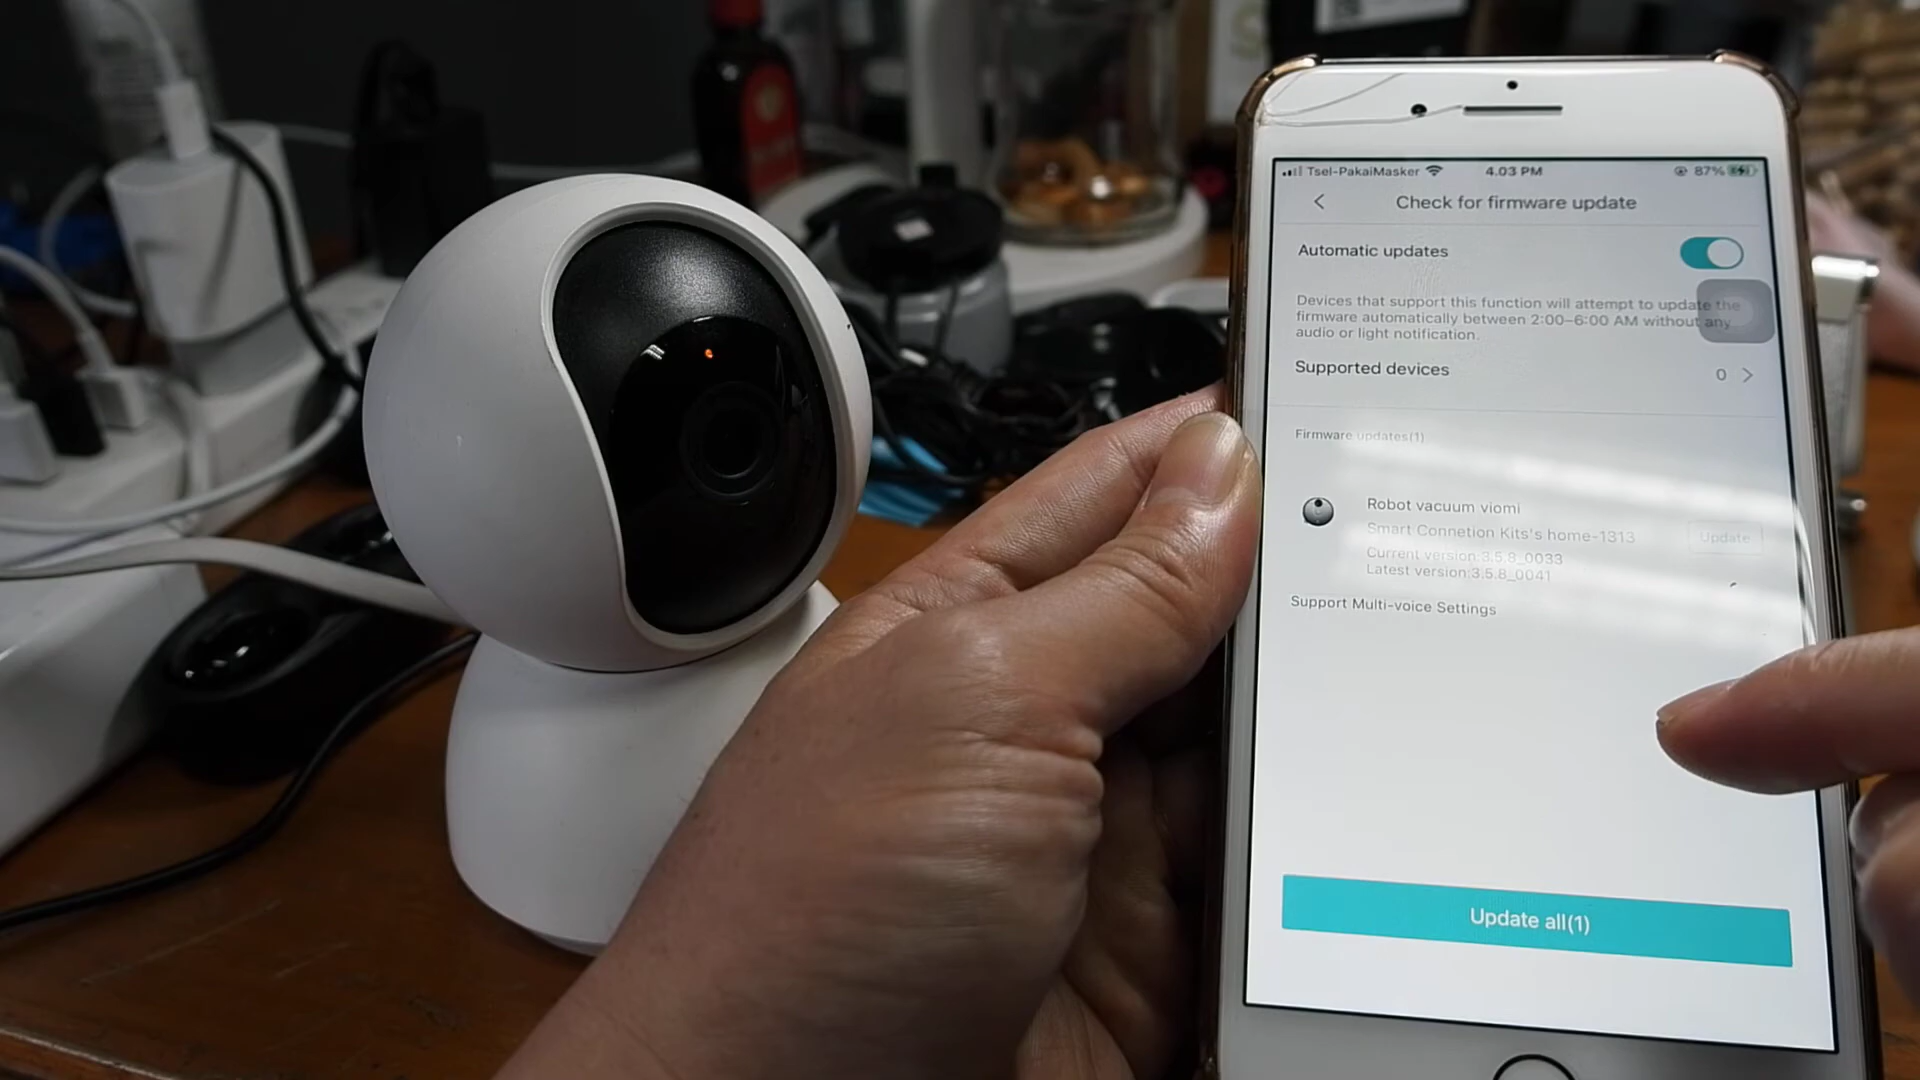 Tsel-PakaiMasker 4.03 PM 87%
Check for firmware update
Automatic updates
Devices that support this function will attempt to update the
firmware automatically between 2:00–6:00 AM without any
audio or light notification.
Supported devices 0
Firmware updates(1)
Robot vacuum viomi
Smart Connetion Kits's home-1313 Update
Current version:3.5.8_0033
Latest version:3.5.8_0041
Support Multi-voice Settings
Update all(1)